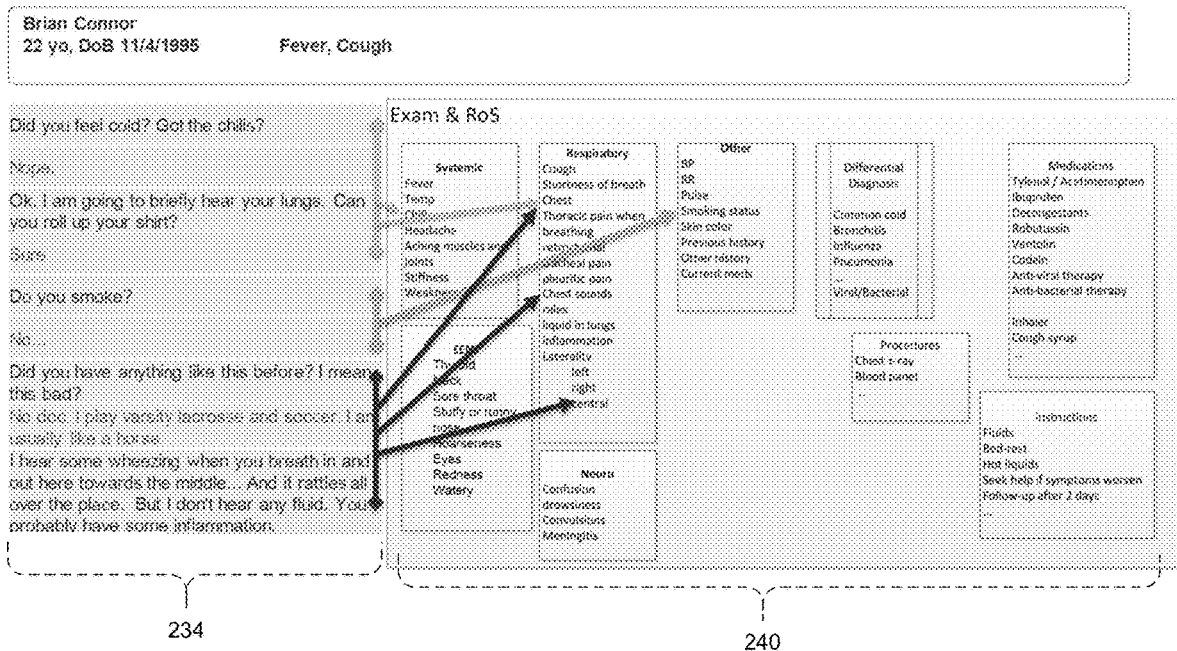 Brian Connor
22 yo, DoB 11/4/1995 Fever, Cough
Did you feel cold? Got the chills?
Nope.
Ok. I am going to briefly hear your lungs. Can
you roll up your shirt?
Sure
Do you smoke?
No...
Did you have anything like this before? I mean
this bad?
No doc. I play varsity lacrosse and soccer. I am
usually like a horse
I hear some wheezing when you breath in and
out here towards the middle... And it rattles all
over the place. But I don't hear any fluid. You
probably have some inflammation.
Exam & RoS
Systemic
Fever
Temp
Headache
Aching muscles and
joints
Stiffness
Weakness
Neck
Sore throat
Stuffy or runny
nose
Hoarseness
Eyes
Redness
Watery
Respiratory
Cough
Shortness of breath
Chest
Thoracic pain when
breathing
pain
pleuritic pain
Chest sounds
rales
liquid in lungs
inflammation
Laterality
left
right
central
Neuro
Confusion
drowsiness
Convulsions
Meningitis
Other
BP
RR
Pulse
Smoking status
Skin color
Previous history
Other history
Current meds
Differential
Diagnosis
Common cold
Bronchitis
Influenza
Pneumonia
...
Viral/Bacterial
Procedures
Chest x-ray
Blood panel
...
Medications
Tylenol / Acetiminoptem
Ibuprufen
Decongestants
Robutussin
Ventolin
Codein
Anti-viral therapy
Anti-bacterial therapy
Inhaler
Cough syrup
...
Instructions
Fluids
Bed-rest
Hot liquids
Seek help if symptoms worsen
Follow-up after 2 days
...
234
240